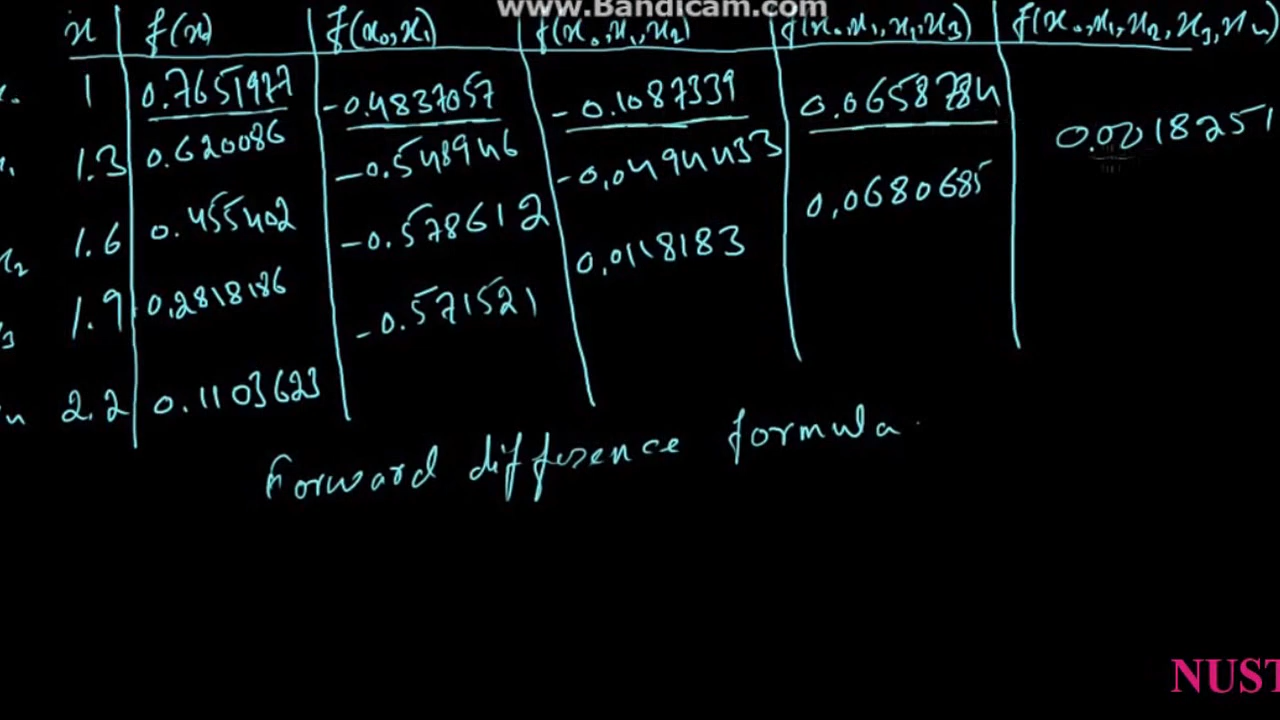 www.Bandicam.com
x f(x) f(x₀,x₁) f(x₀,x₁,x₂) f(x₀,x₁,x₂,x₃) f(x₀,x₁,x₂,x₃,x₄)
1 0.7651977 -0.4837057 -0.1087339 0.0658784 0.0018251
x₁ 1.3 0.620086 -0.548946 -0.0494433 0.0680685
x₂ 1.6 0.455402 -0.578612 0.0118183
x₃ 1.9 0.2818186 -0.571521
2.2 0.1103623
Forward difference formula.
NUST